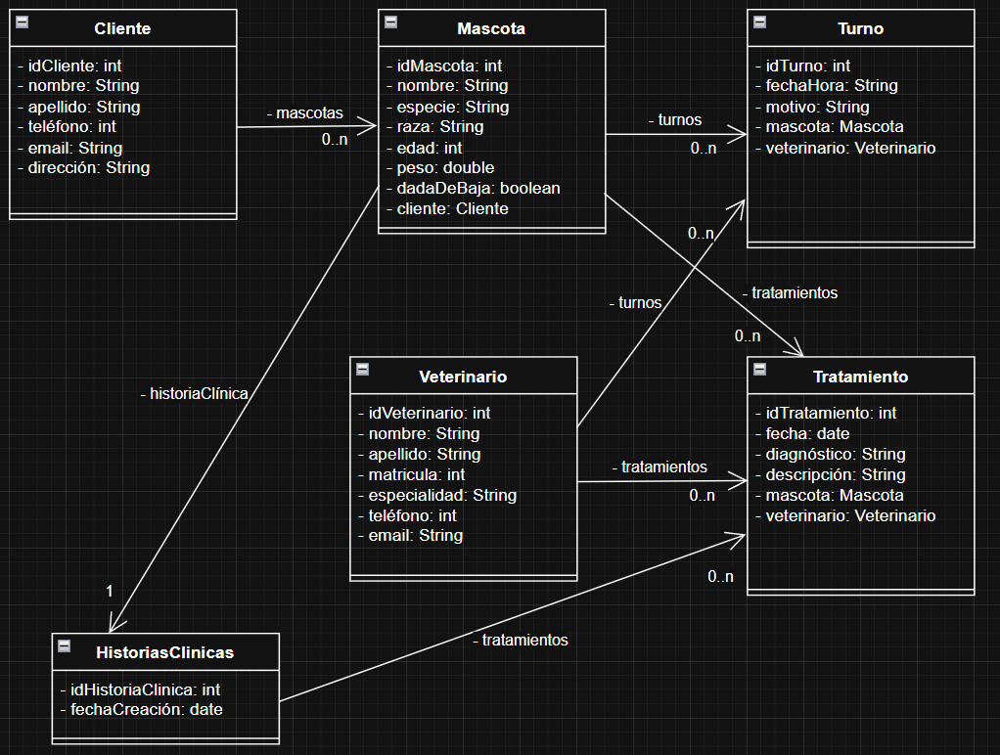 Cliente
- idCliente: int
- nombre: String
- apellido: String
- teléfono: int
- email: String
- dirección: String
- mascotas
0..n
Mascota
- idMascota: int
- nombre: String
- especie: String
- raza: String
- edad: int
- peso: double
- dadaDeBaja: boolean
- cliente: Cliente
- turnos
0..n
Turno
- idTurno: int
- fechaHora: String
- motivo: String
- mascota: Mascota
- veterinario: Veterinario
0..n
- turnos
- tratamientos
0..n
- historiaClínica
1
Veterinario
- idVeterinario: int
- nombre: String
- apellido: String
- matricula: int
- especialidad: String
- teléfono: int
- email: String
- tratamientos
0..n
Tratamiento
- idTratamiento: int
- fecha: date
- diagnóstico: String
- descripción: String
- mascota: Mascota
- veterinario: Veterinario
0..n
- tratamientos
HistoriasClinicas
- idHistoriaClinica: int
- fechaCreación: date